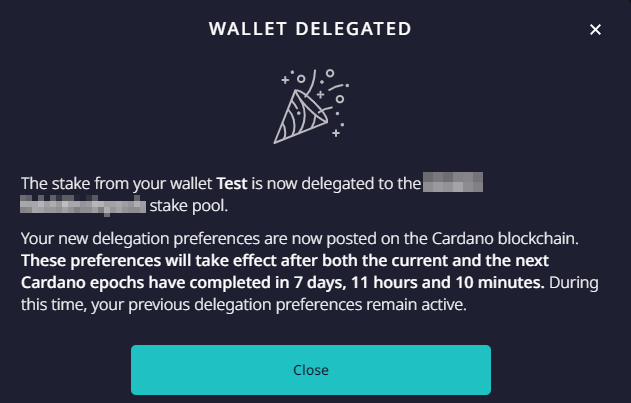 WALLET DELEGATED
The stake from your wallet Test is now delegated to the
stake pool.
Your new delegation preferences are now posted on the Cardano blockchain.
These preferences will take effect after both the current and the next
Cardano epochs have completed in 7 days, 11 hours and 10 minutes. During
this time, your previous delegation preferences remain active.
Close